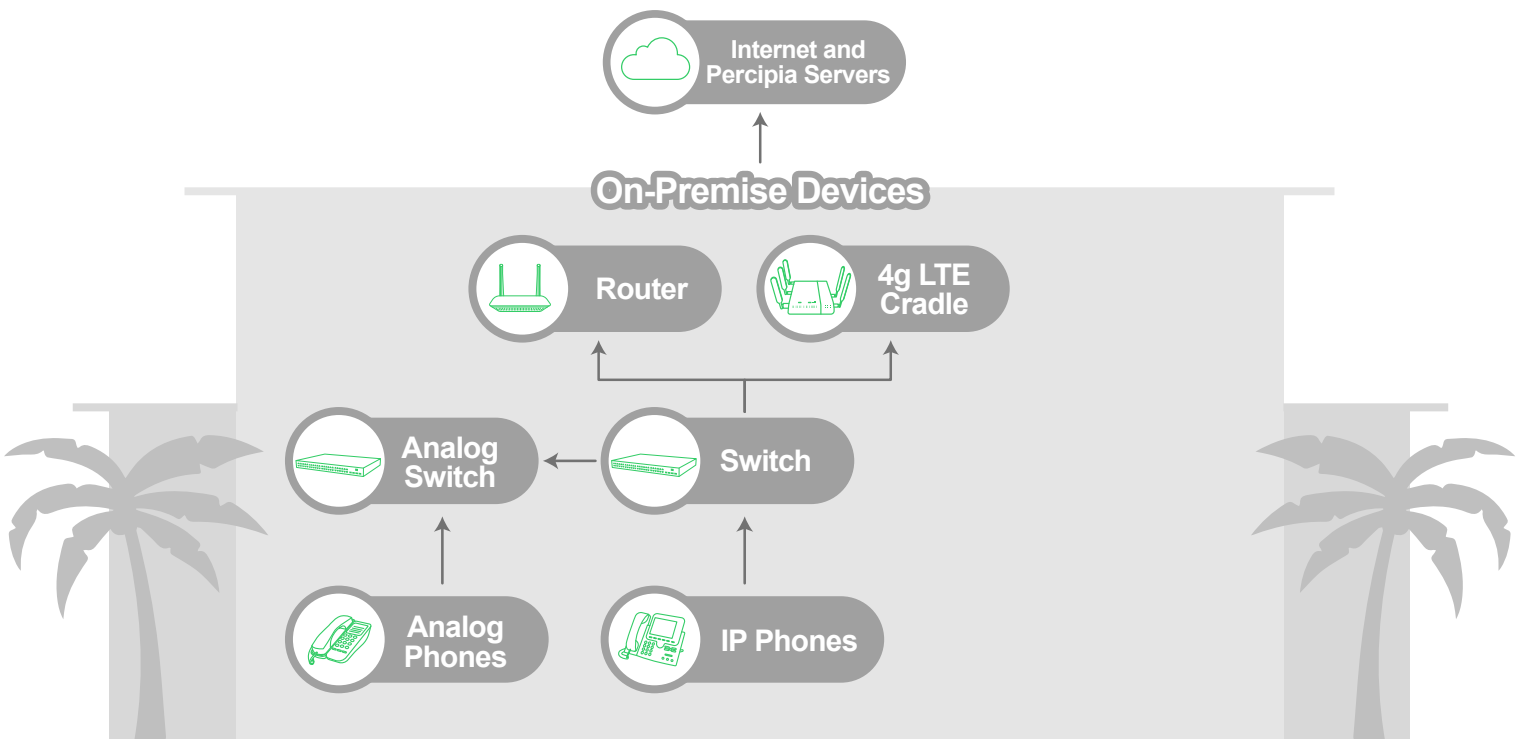 Internet and
Percipia Servers
On-Premise Devices
Router
4g LTE
Cradle
Analog
Switch
Switch
Analog
Phones
IP Phones